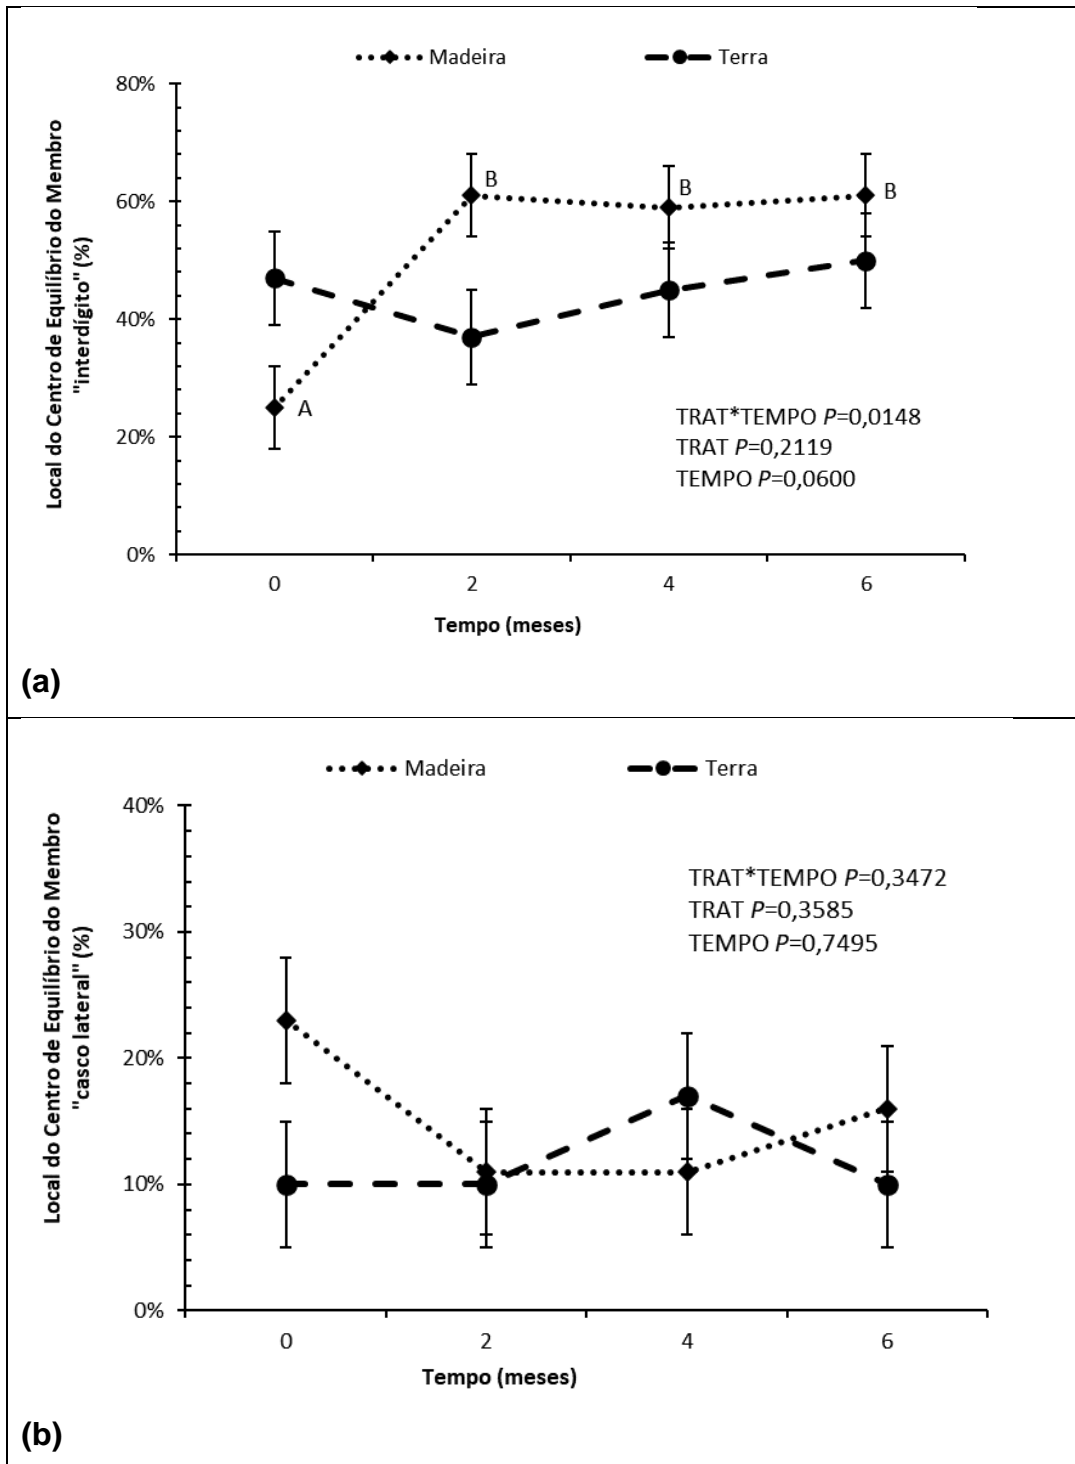 Madeira
Terra
Local do Centro de Equilíbrio do Membro
"interdígito" (%)
80%
60%
40%
20%
0%
B
B
B
A
TRAT*TEMPO P=0,0148
TRAT P=0,2119
TEMPO P=0,0600
0 2 4 6
Tempo (meses)
(a)
Madeira
Terra
Local do Centro de Equilíbrio do Membro
"casco lateral" (%)
40%
30%
20%
10%
0%
TRAT*TEMPO P=0,3472
TRAT P=0,3585
TEMPO P=0,7495
0 2 4 6
Tempo (meses)
(b)